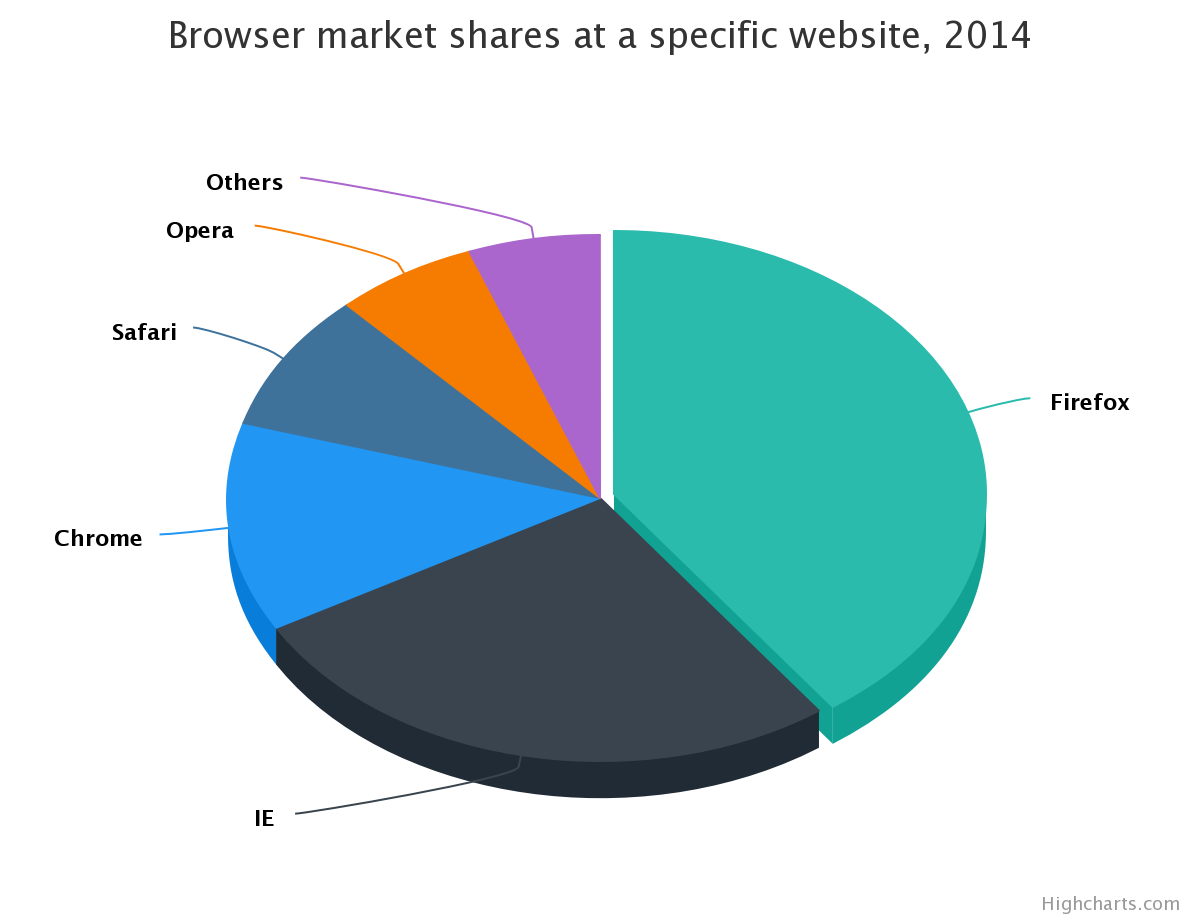 Browser market shares at a specific website, 2014
Others
Opera
Safari
Firefox
Chrome
IE
Highcharts.com